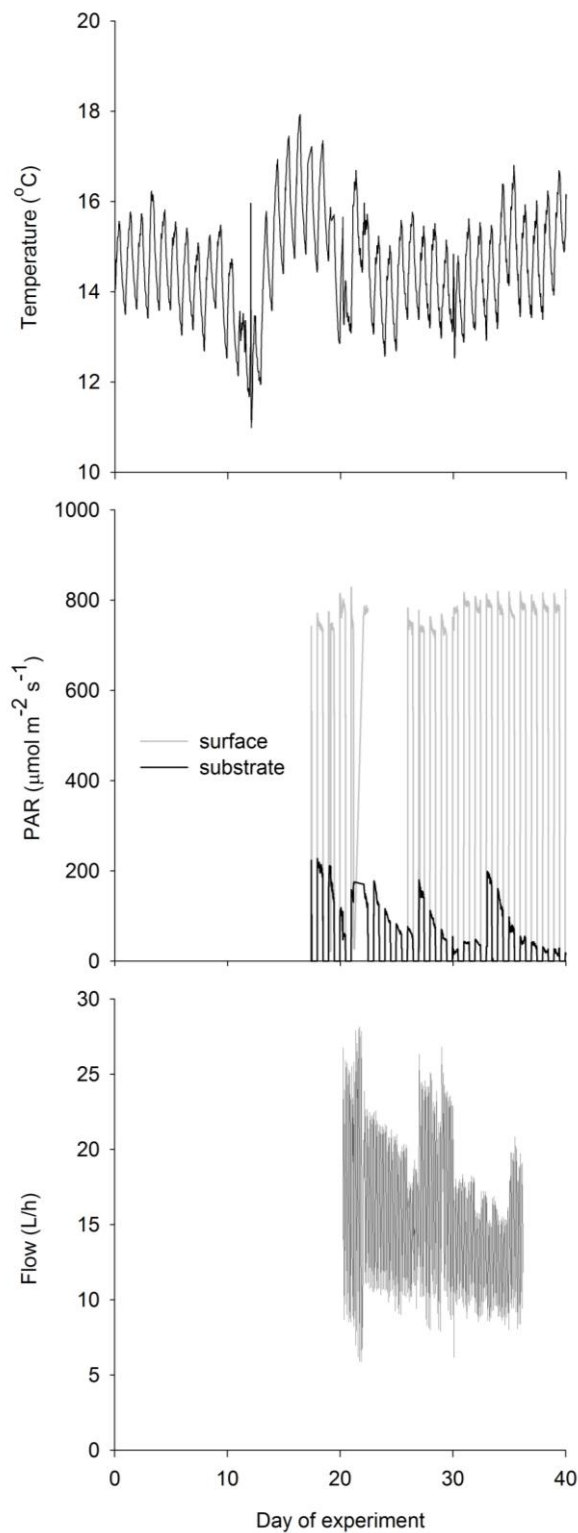 20
18
16
14
12
10
Temperature (°C)
1000
800
600
400
200
0
PAR (μmol m⁻² s⁻¹)
surface
substrate
30
25
20
15
10
5
0
Flow (L/h)
0 10 20 30 40
Day of experiment